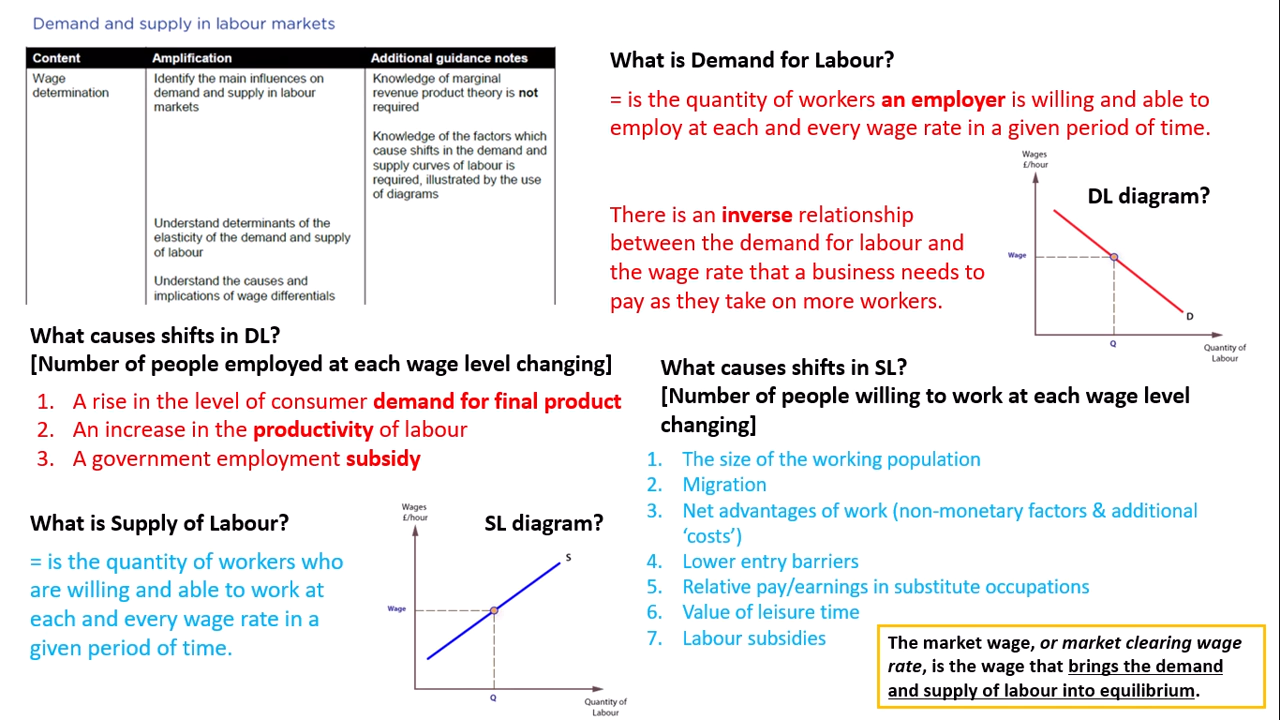 Demand and supply in labour markets
Content
Amplification
Additional guidance notes
Wage
determination
Identify the main influences on
demand and supply in labour
markets
Knowledge of marginal
revenue product theory is not
required
Knowledge of the factors which
cause shifts in the demand and
supply curves of labour is
required, illustrated by the use
of diagrams
Understand determinants of the
elasticity of the demand and supply
of labour
Understand the causes and
implications of wage differentials
What is Demand for Labour?
= is the quantity of workers an employer is willing and able to
employ at each and every wage rate in a given period of time.
There is an inverse relationship
between the demand for labour and
the wage rate that a business needs to
pay as they take on more workers.
Wages
£/hour
DL diagram?
Wage
D
Q
Quantity of
Labour
What causes shifts in DL?
[Number of people employed at each wage level changing]
1. A rise in the level of consumer demand for final product
2. An increase in the productivity of labour
3. A government employment subsidy
What is Supply of Labour?
= is the quantity of workers who
are willing and able to work at
each and every wage rate in a
given period of time.
Wages
£/hour
SL diagram?
S
Wage
Q
Quantity of
Labour
What causes shifts in SL?
[Number of people willing to work at each wage level
changing]
1. The size of the working population
2. Migration
3. Net advantages of work (non-monetary factors & additional
‘costs’)
4. Lower entry barriers
5. Relative pay/earnings in substitute occupations
6. Value of leisure time
7. Labour subsidies
The market wage, or market clearing wage
rate, is the wage that brings the demand
and supply of labour into equilibrium.